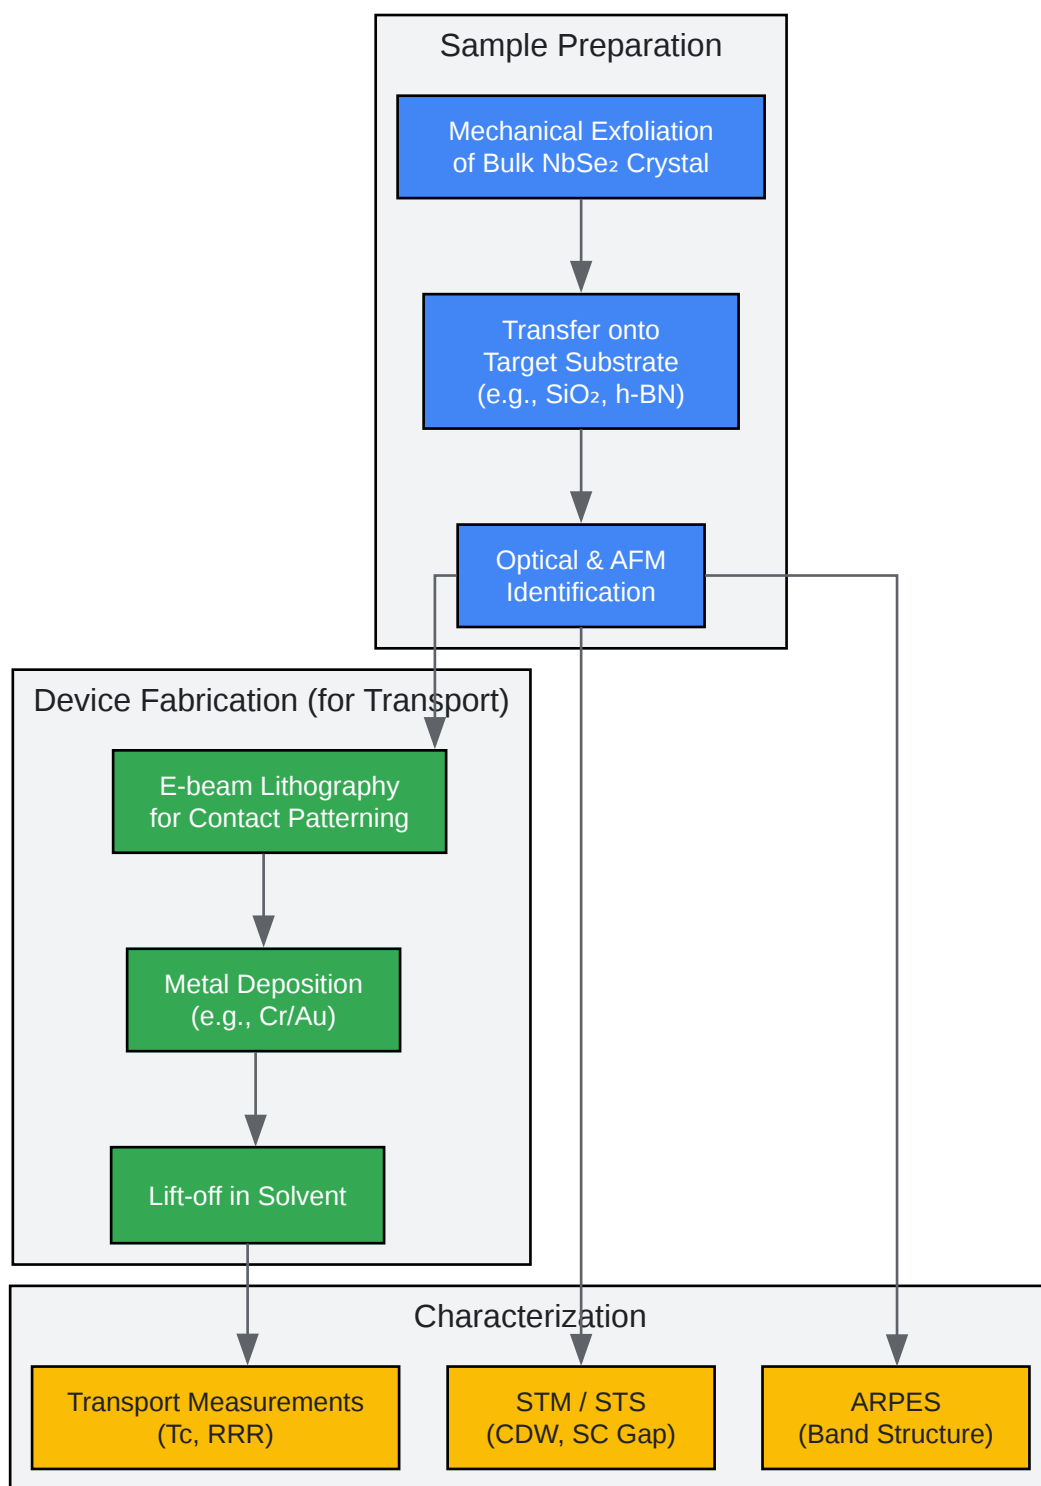 Sample Preparation
Mechanical Exfoliation
of Bulk NbSe₂ Crystal
Transfer onto
Target Substrate
(e.g., SiO₂, h-BN)
Optical & AFM
Identification
Device Fabrication (for Transport)
E-beam Lithography
for Contact Patterning
Metal Deposition
(e.g., Cr/Au)
Lift-off in Solvent
Characterization
Transport Measurements
(Tc, RRR)
STM / STS
(CDW, SC Gap)
ARPES
(Band Structure)